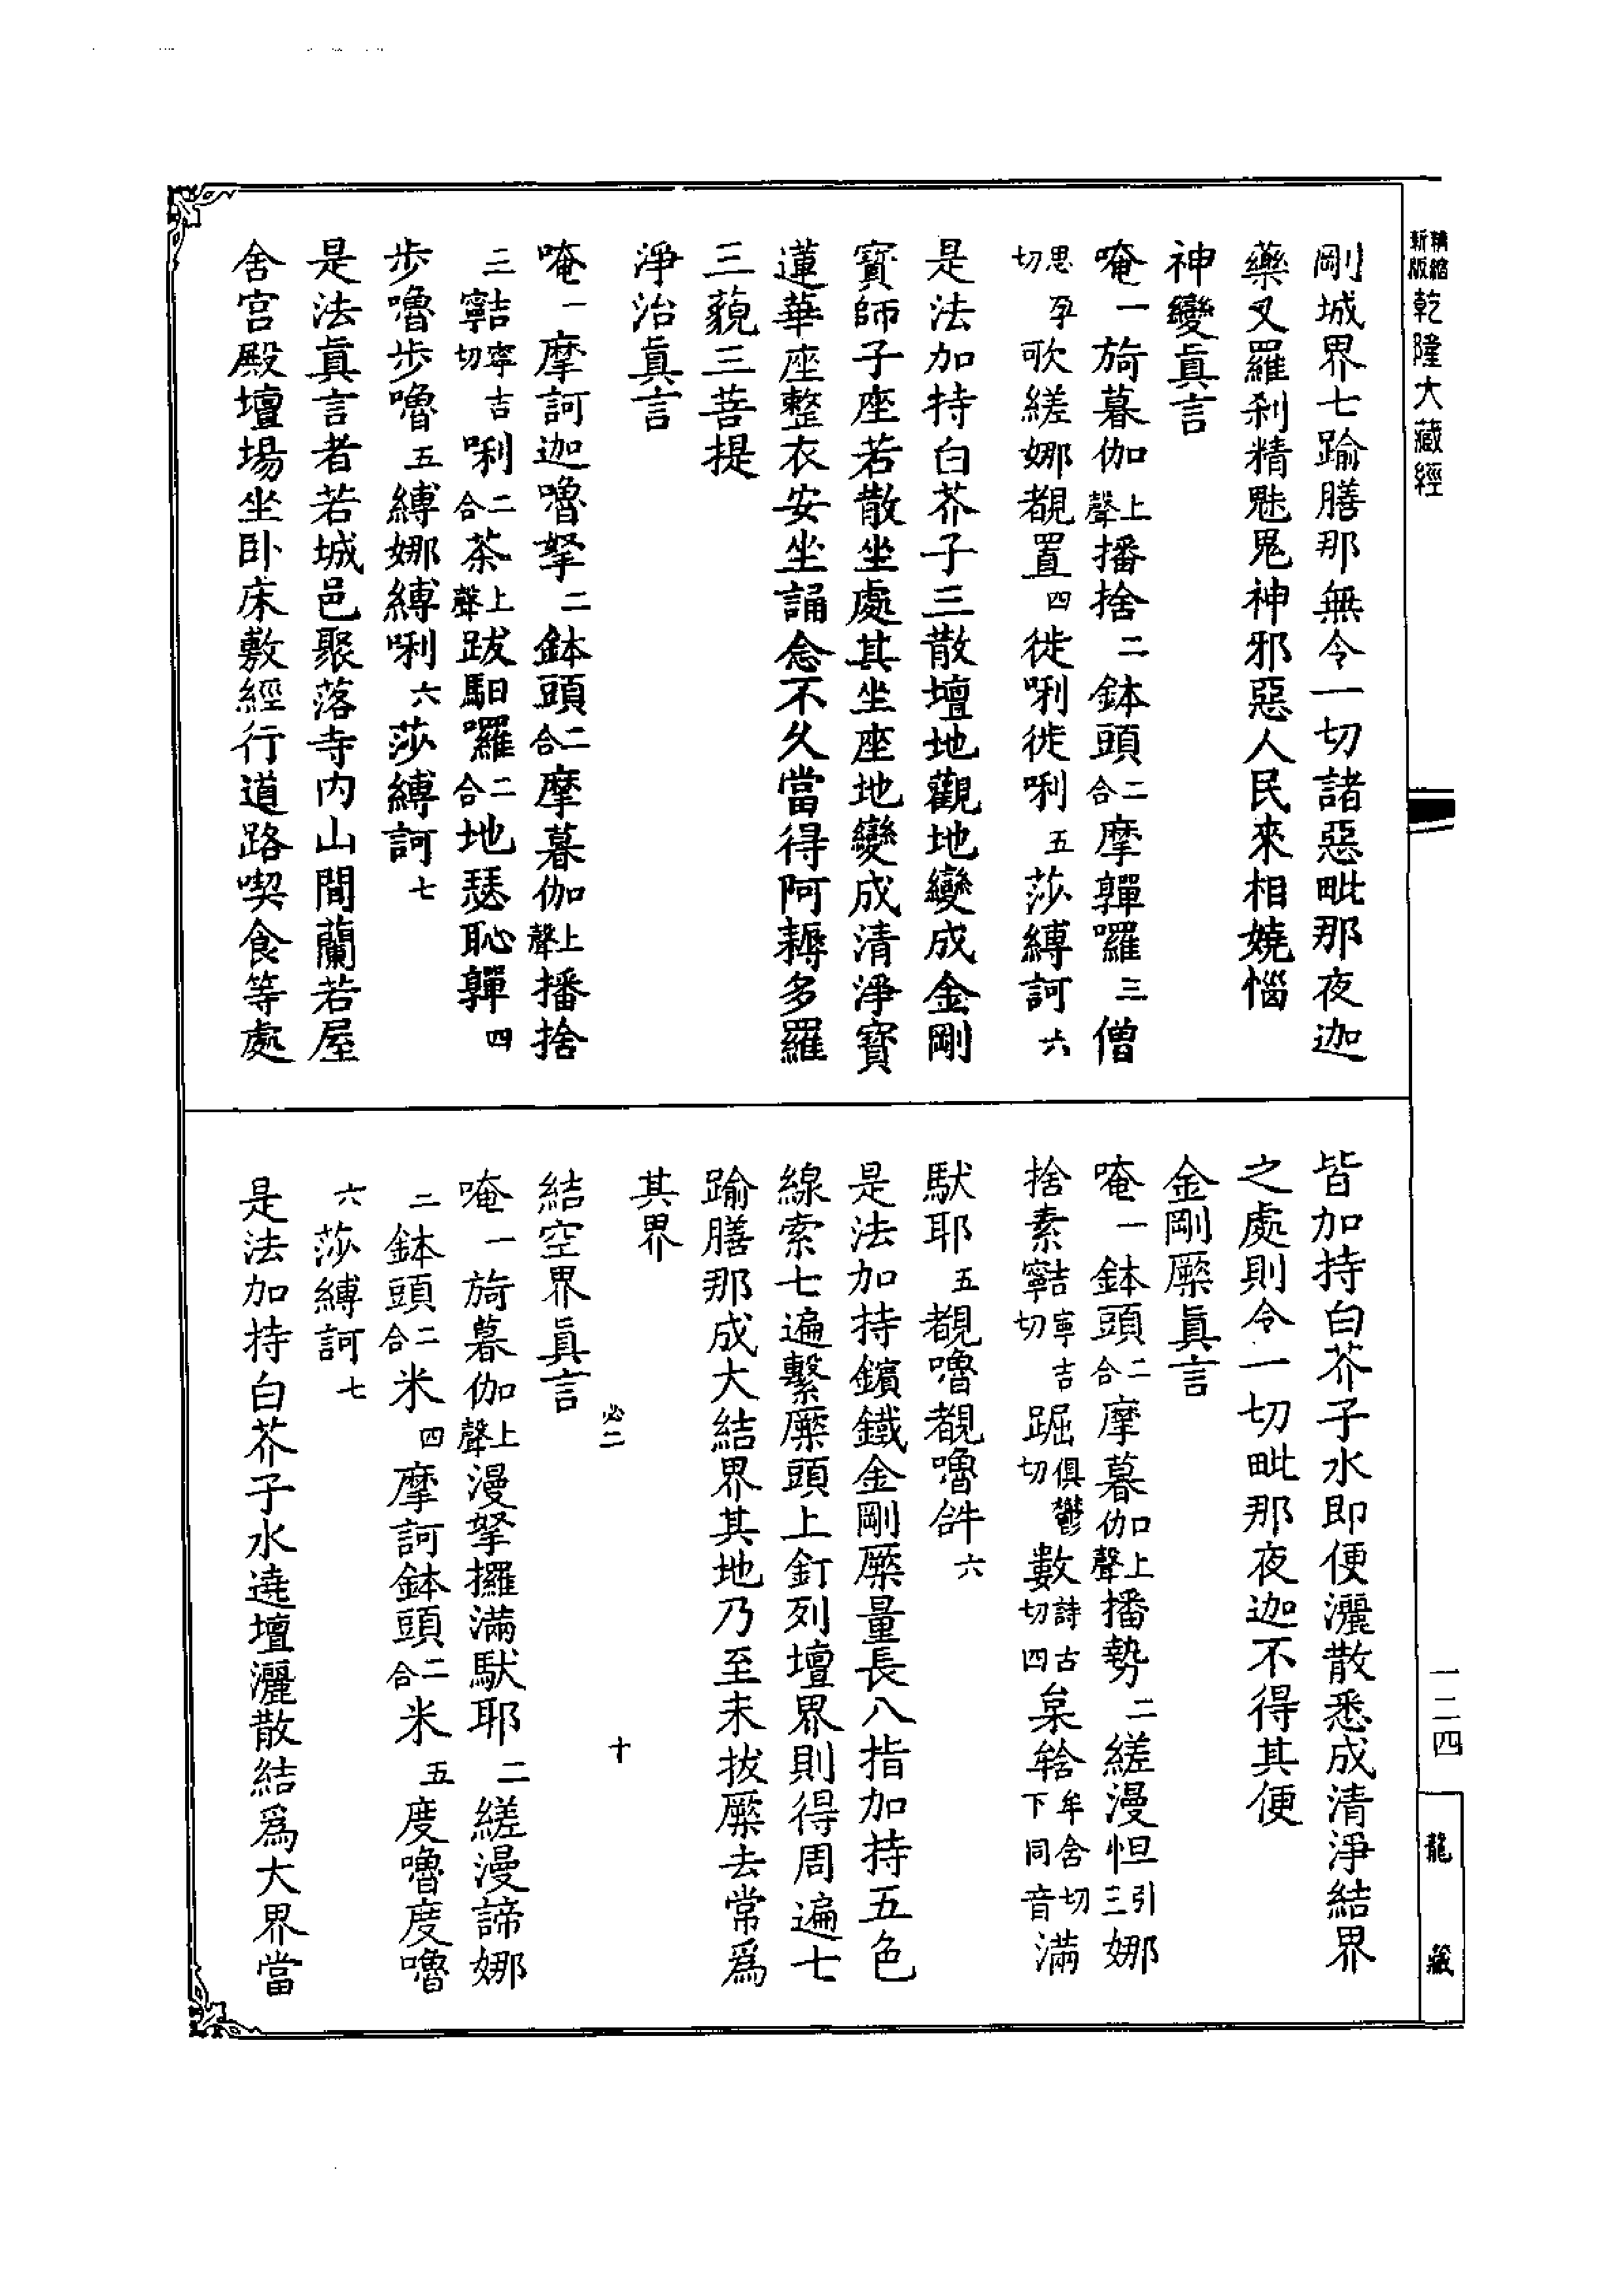 精縮新版乾隆大藏經
剛城界七踰膳那無令一切諸惡毗那夜迦
藥叉羅刹精魅鬼神邪惡人民來相嬈惱
神變真言
唵一旖暮伽上聲播捨二鉢頭二合摩䫂囉三僧
思孕切歌縒娜覩置四徙唎徙唎五莎縛訶六
是法加持白芥子三散壇地觀地變成金剛
寶師子座若散坐處其坐座地變成清淨寶
蓮華座整衣安坐誦念不久當得阿耨多羅
三藐三菩提
淨治真言
唵一摩訶迦嚕拏二鉢頭二合摩暮伽上聲播捨
三寧吉切唎二合茶上聲跋馹囉二合地瑟恥䫂四
步嚕步嚕五縛娜縛唎六莎縛訶七
是法真言者若城邑聚落寺內山間蘭若屋
舍宮殿壇場坐卧床敷經行道路喫食等處
皆加持白芥子水即便灑散悉成清淨結界
之處則令一切毗那夜迦不得其便
金剛橛真言
唵一鉢頭二合摩暮伽上聲播勢二縒漫怛引三娜
捨素寧吉切踞俱鬱切數詩古切四枲牟含切下同音滿
馱耶五覩嚕覩嚕𤙖六
是法加持鑌鐵金剛橛量長八指加持五色
線索七遍繫橛頭上釘列壇界則得周遍七
踰膳那成大結界其地乃至未拔橛去常為
其界
必二 十
結空界真言
唵一旖暮伽上聲漫拏攞滿馱耶二縒漫諦娜
三鉢頭二合米四摩訶鉢頭二合米五度嚕度嚕
六莎縛訶七
是法加持白芥子水遶壇灑散結為大界當
一二四
龍藏